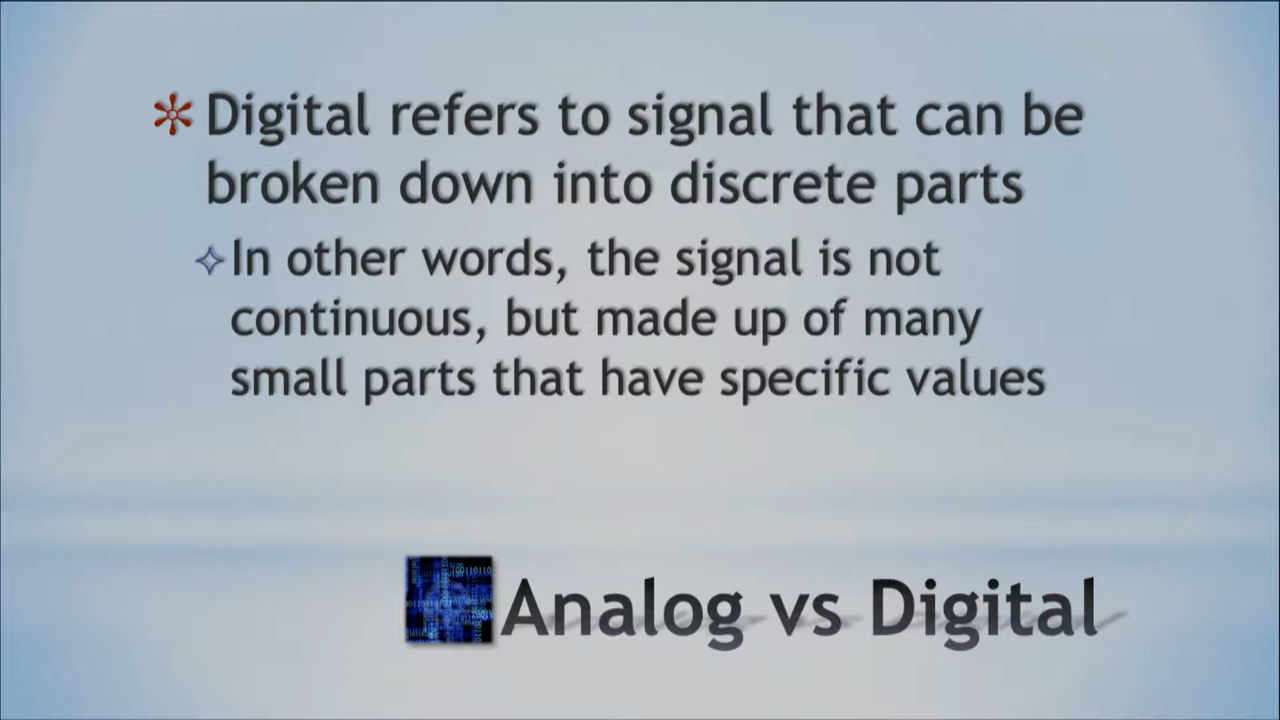 Digital refers to signal that can be
broken down into discrete parts
In other words, the signal is not
continuous, but made up of many
small parts that have specific values
Analog vs Digital